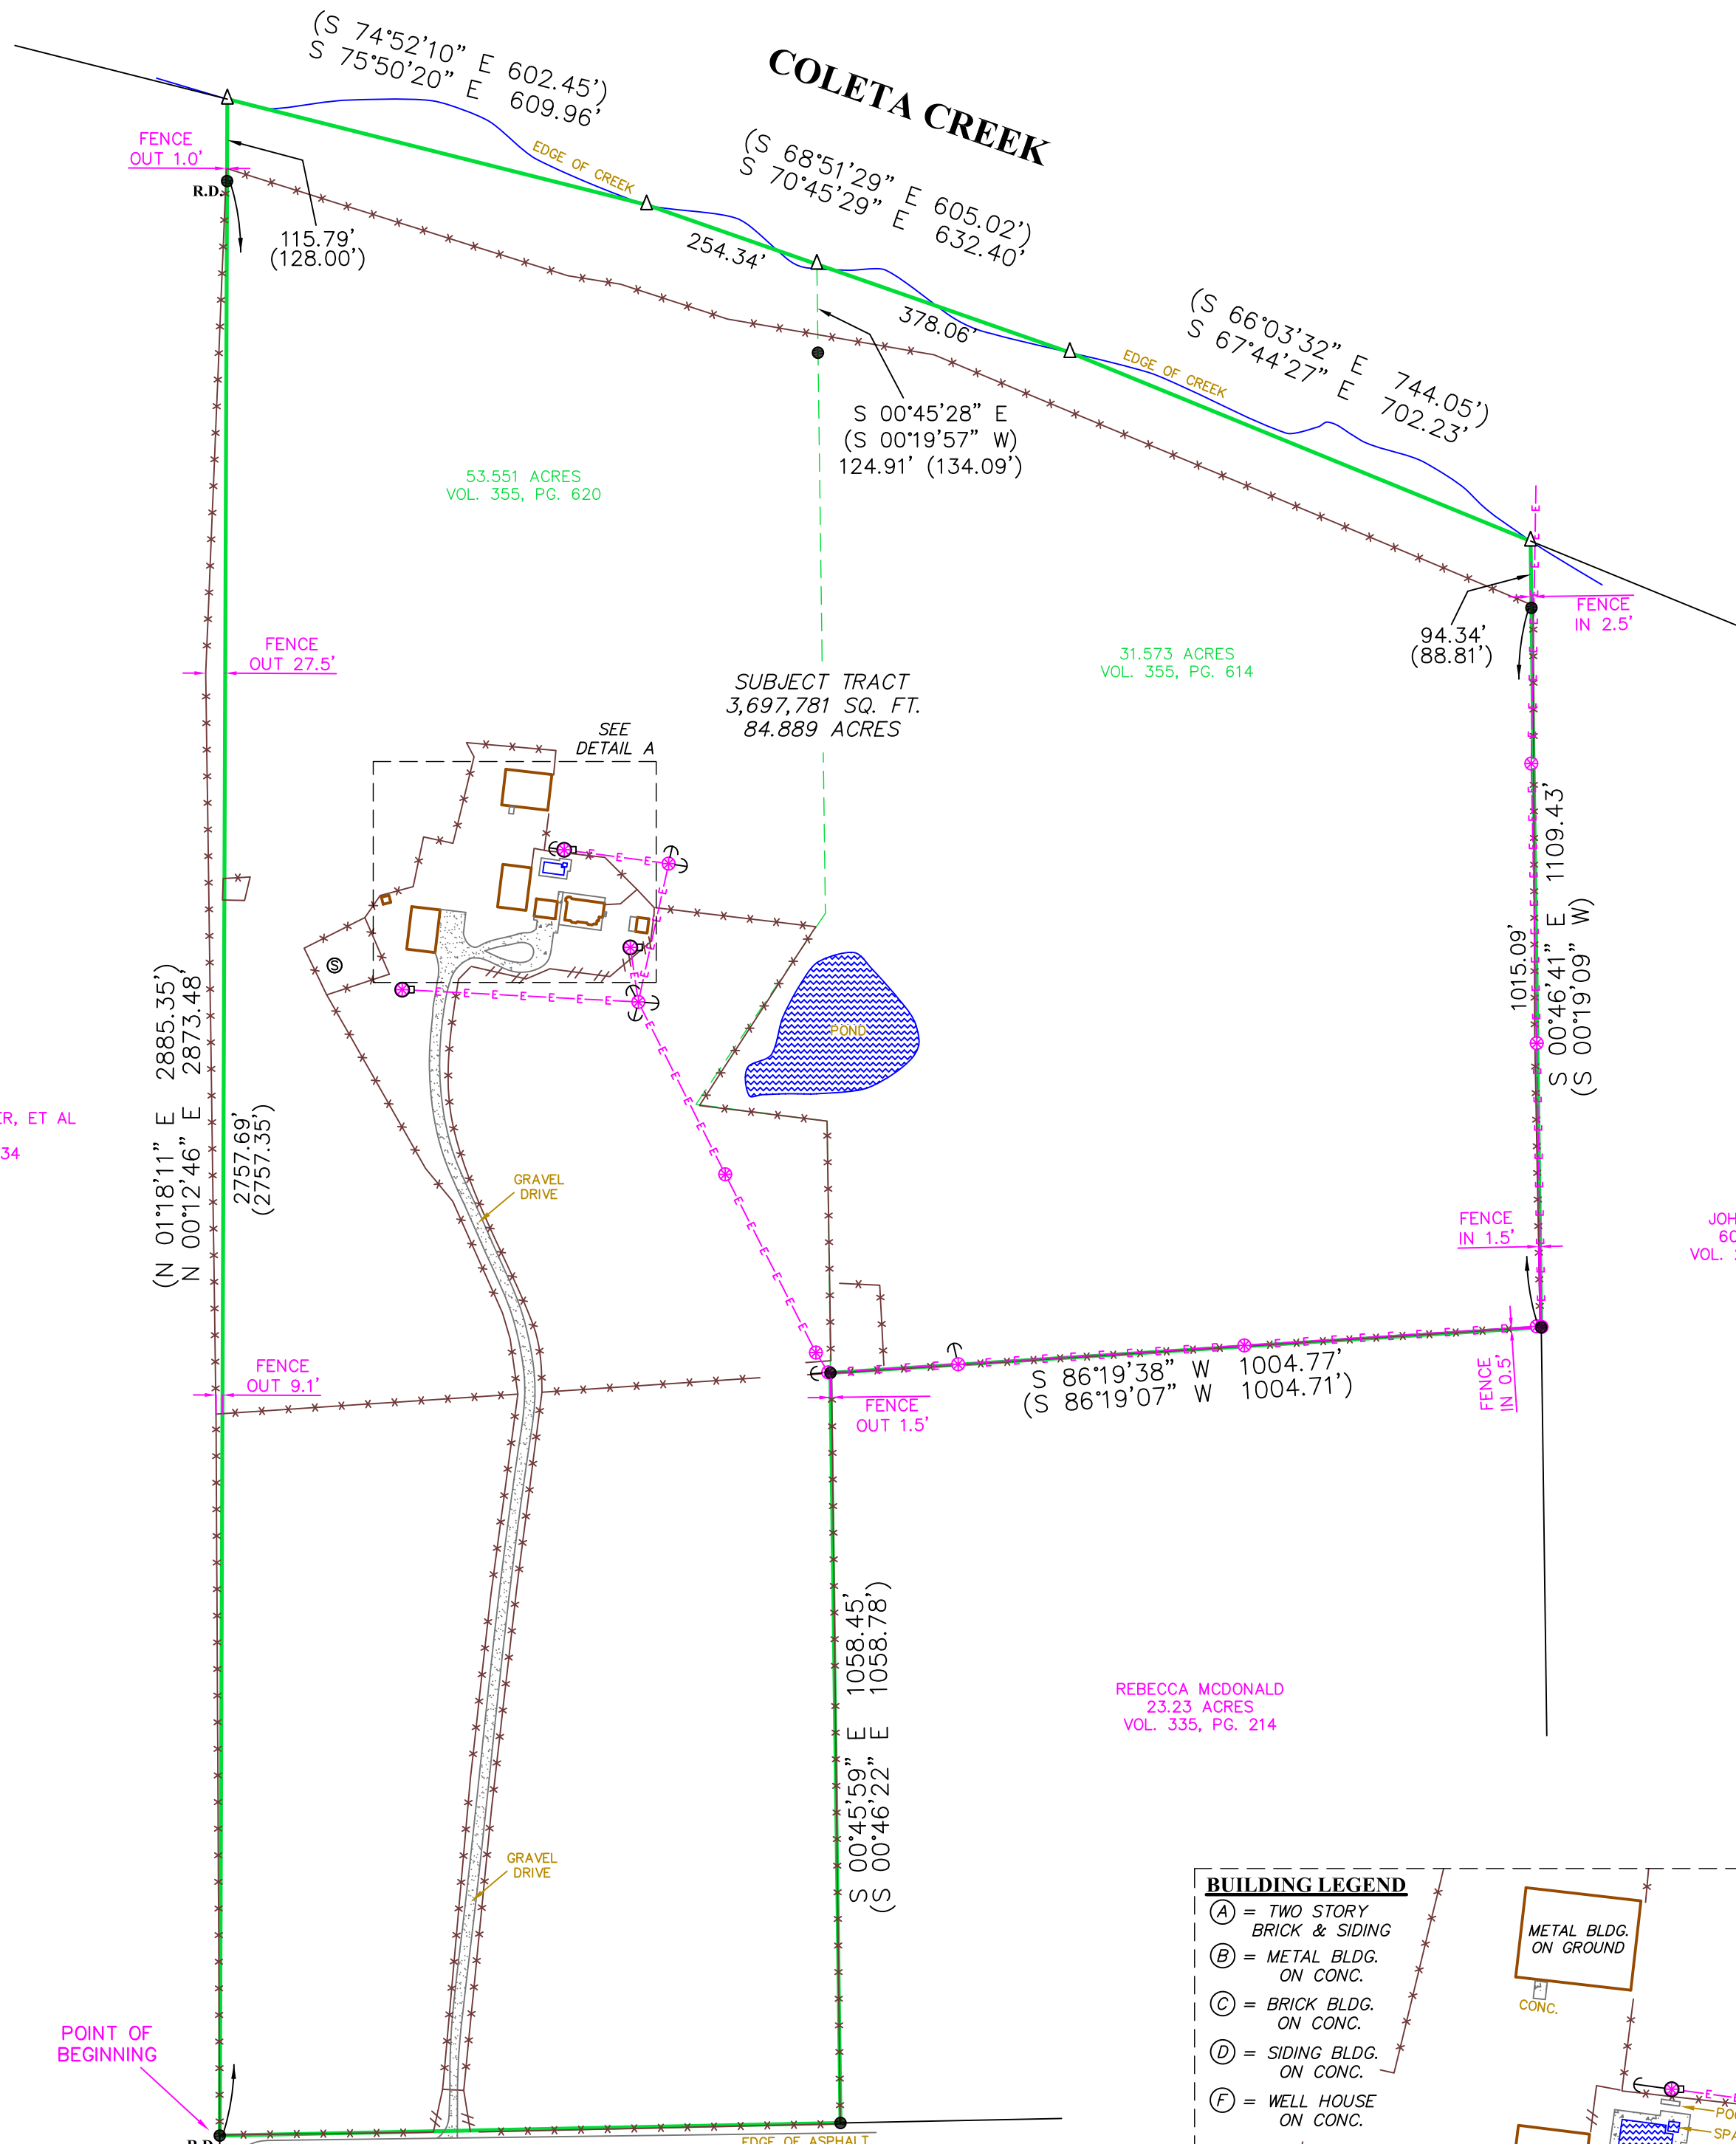 (S 74°52'10" E 602.45')
S 75°50'20" E 609.96'
COLETA CREEK
(S 68°51'29" E 605.02')
S 70°45'29" E 632.40'
FENCE
OUT 1.0'
R.D.
EDGE OF CREEK
115.79'
(128.00')
254.34'
378.06'
(S 66°03'32" E 744.05')
S 67°44'27" E 702.23'
EDGE OF CREEK
S 00°45'28" E
(S 00°19'57" W)
124.91' (134.09')
53.551 ACRES
VOL. 355, PG. 620
FENCE
OUT 27.5'
SUBJECT TRACT
3,697,781 SQ. FT.
84.889 ACRES
31.573 ACRES
VOL. 355, PG. 614
94.34'
(88.81')
FENCE
IN 2.5'
SEE
DETAIL A
E E
E
E
S
E E E E E E
POND
1015.09'
S 00°46'41" E 1109.43'
(S 00°19'09" W)
(N 01°18'11" E 2885.35')
N 00°12'46" E 2873.48'
2757.69'
(2757.35')
ER, ET AL
34
GRAVEL
DRIVE
FENCE
IN 1.5'
JOH
60
VOL.
FENCE
OUT 9.1'
FENCE
OUT 1.5'
S 86°19'38" W 1004.77'
(S 86°19'07" W 1004.71')
FENCE
IN 0.5'
S 00°45'59" E 1058.45'
(S 00°46'22" E 1058.78')
REBECCA MCDONALD
23.23 ACRES
VOL. 335, PG. 214
GRAVEL
DRIVE
POINT OF
BEGINNING
R.D.
EDGE OF ASPHALT
BUILDING LEGEND
A = TWO STORY
BRICK & SIDING
B = METAL BLDG.
ON CONC.
C = BRICK BLDG.
ON CONC.
D = SIDING BLDG.
ON CONC.
F = WELL HOUSE
ON CONC.
METAL BLDG.
ON GROUND
CONC.
E
PO
SPA